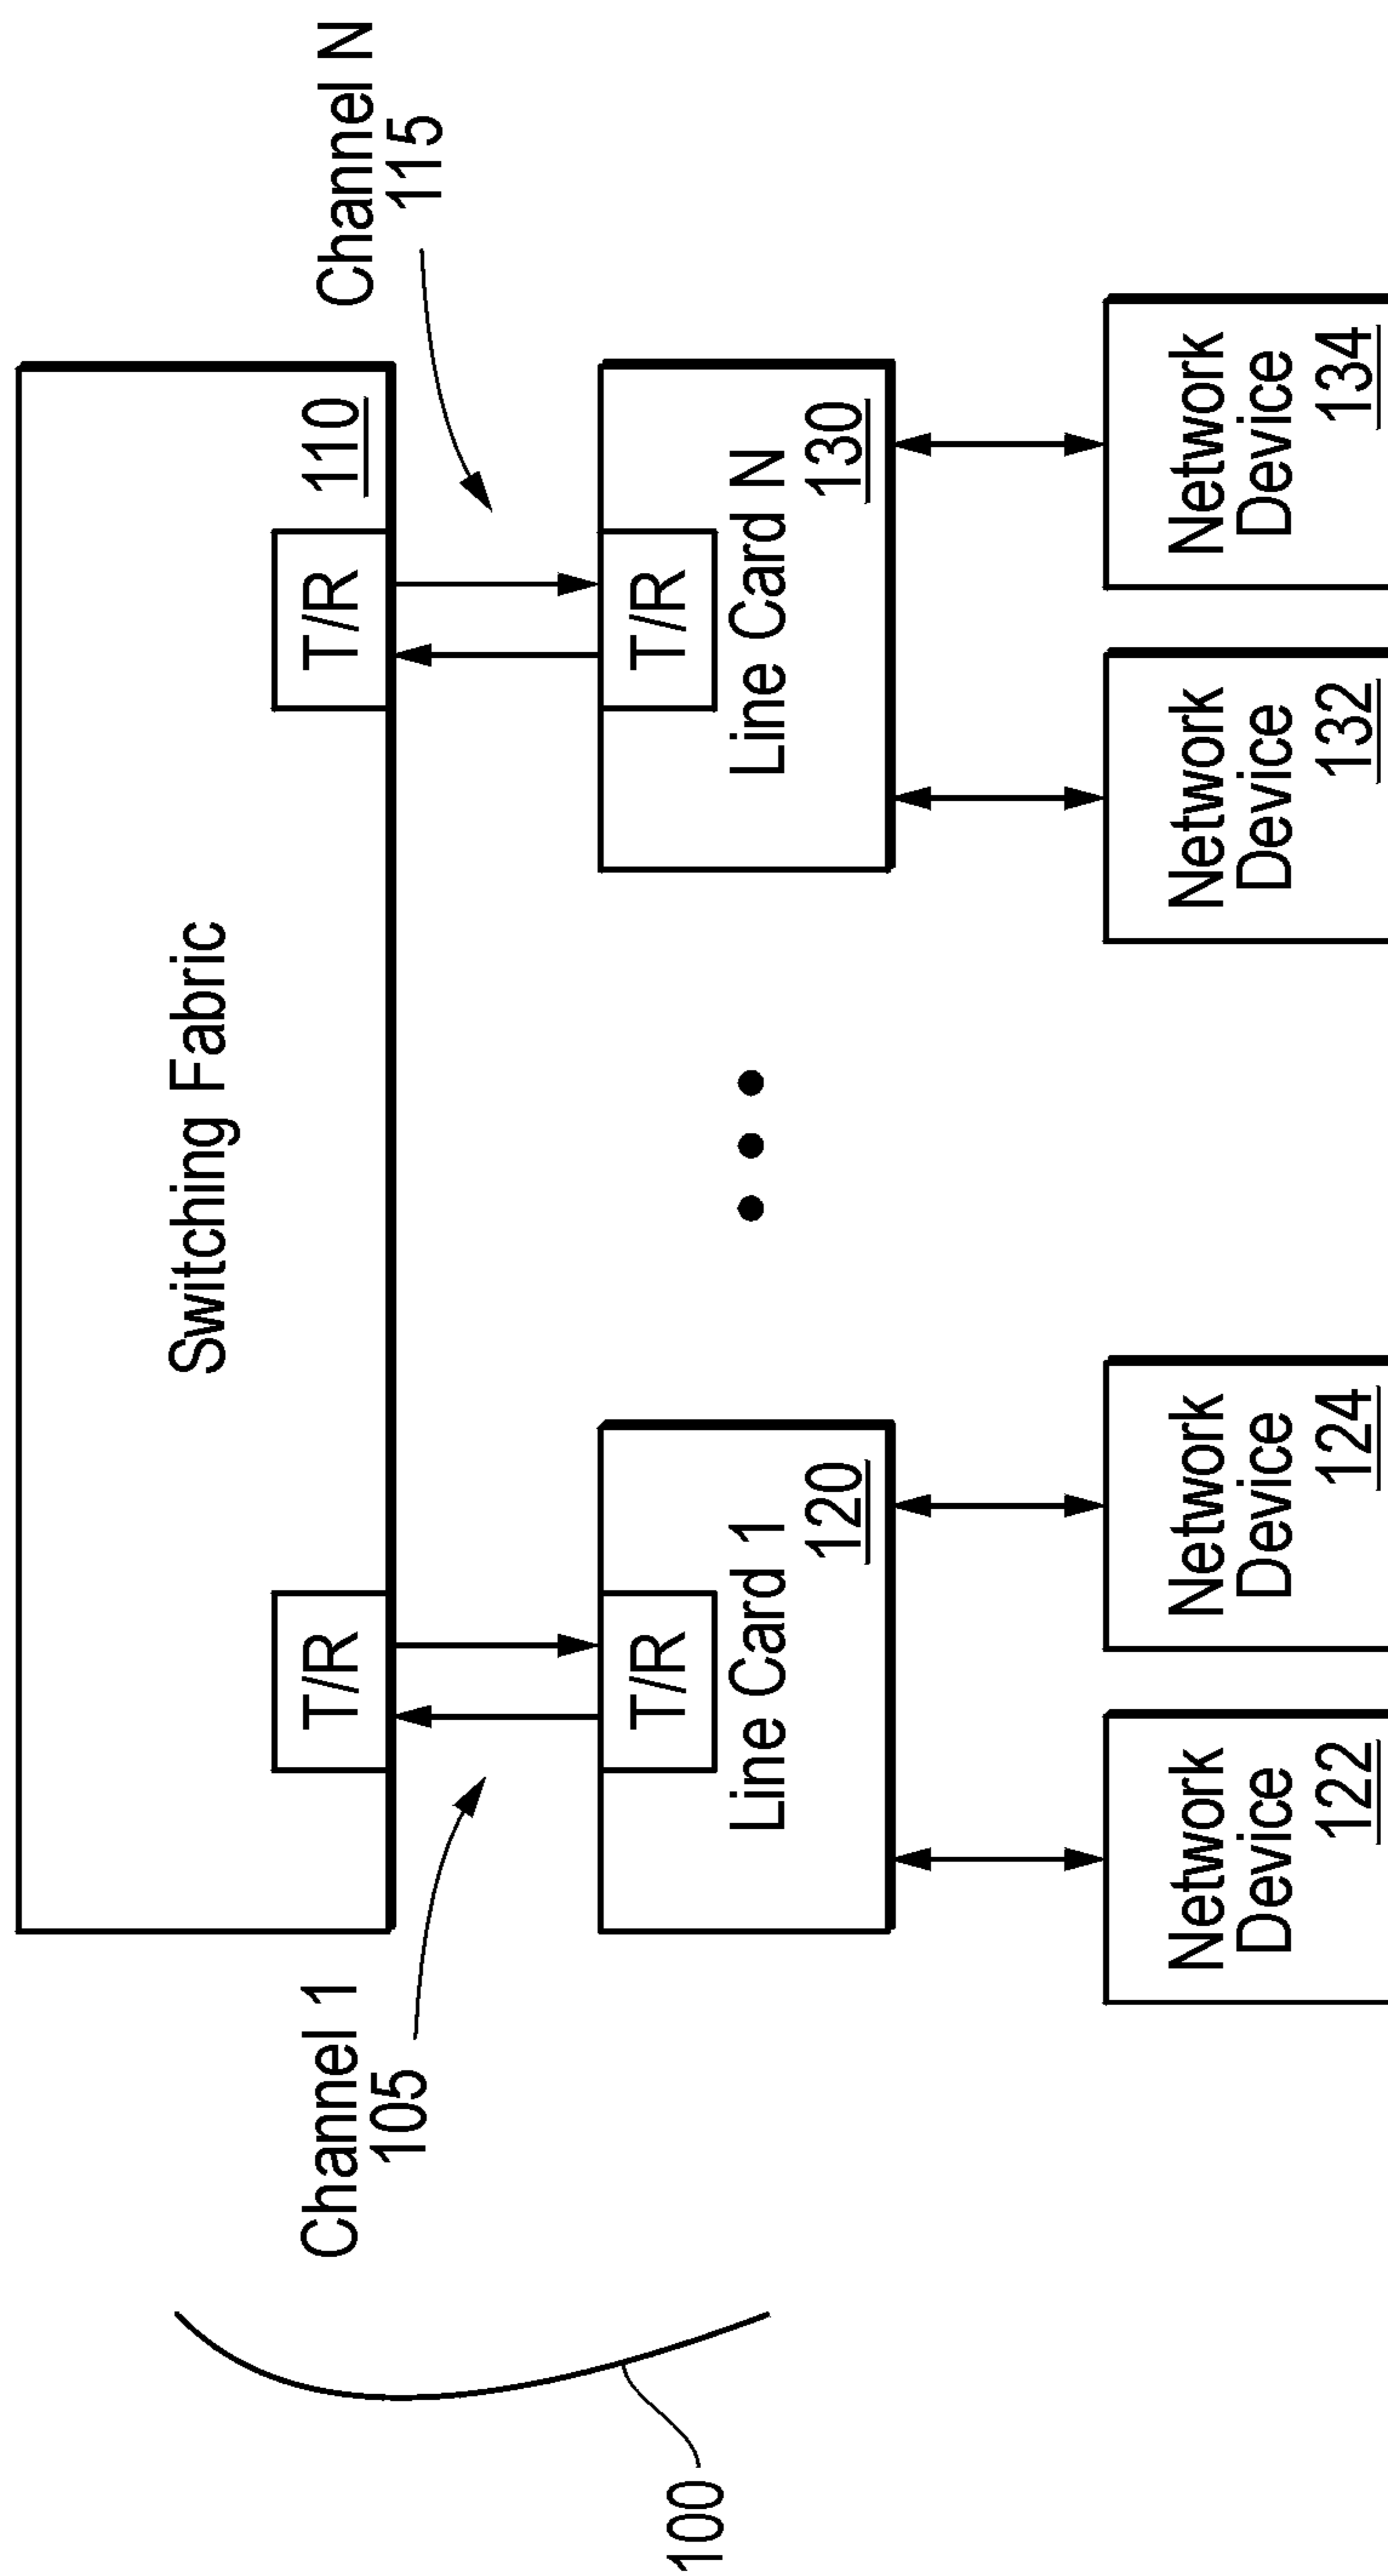 Switching Fabric
110
T/R
T/R
Channel 1
105
Channel N
115
T/R
T/R
Line Card 1
120
Line Card N
130
100
Network
Device
122
Network
Device
124
Network
Device
132
Network
Device
134